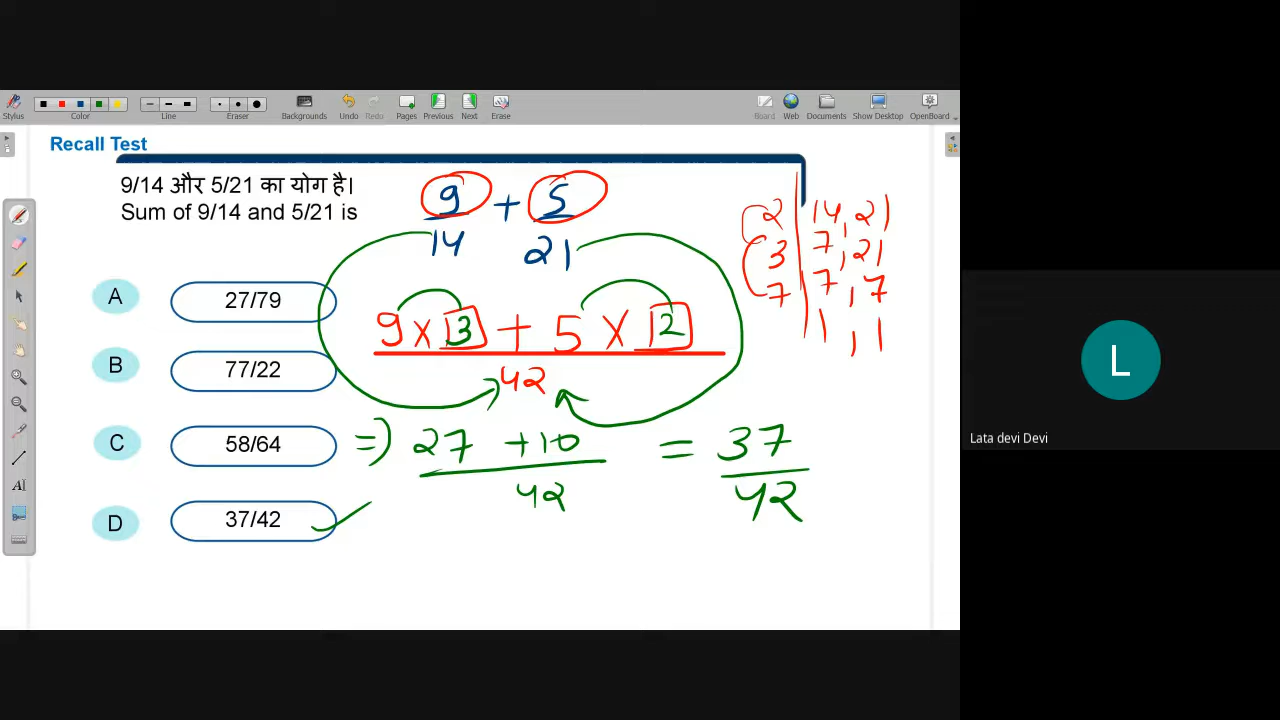 Stylus
Color
Line
Eraser
Backgrounds
Undo
Redo
Pages
Previous
Next
Erase
Board
Web
Documents
Show Desktop
OpenBoard
Recall Test
9/14 और 5/21 का योग है।
Sum of 9/14 and 5/21 is
9/14 + 5/21
2 | 14, 21
3 | 7, 21
7 | 7, 7
1, 1
A 27/79
B 77/22
C 58/64
D 37/42
9 × 3 + 5 × 2
42
=) 27 + 10 = 37
42 42
L
Lata devi Devi